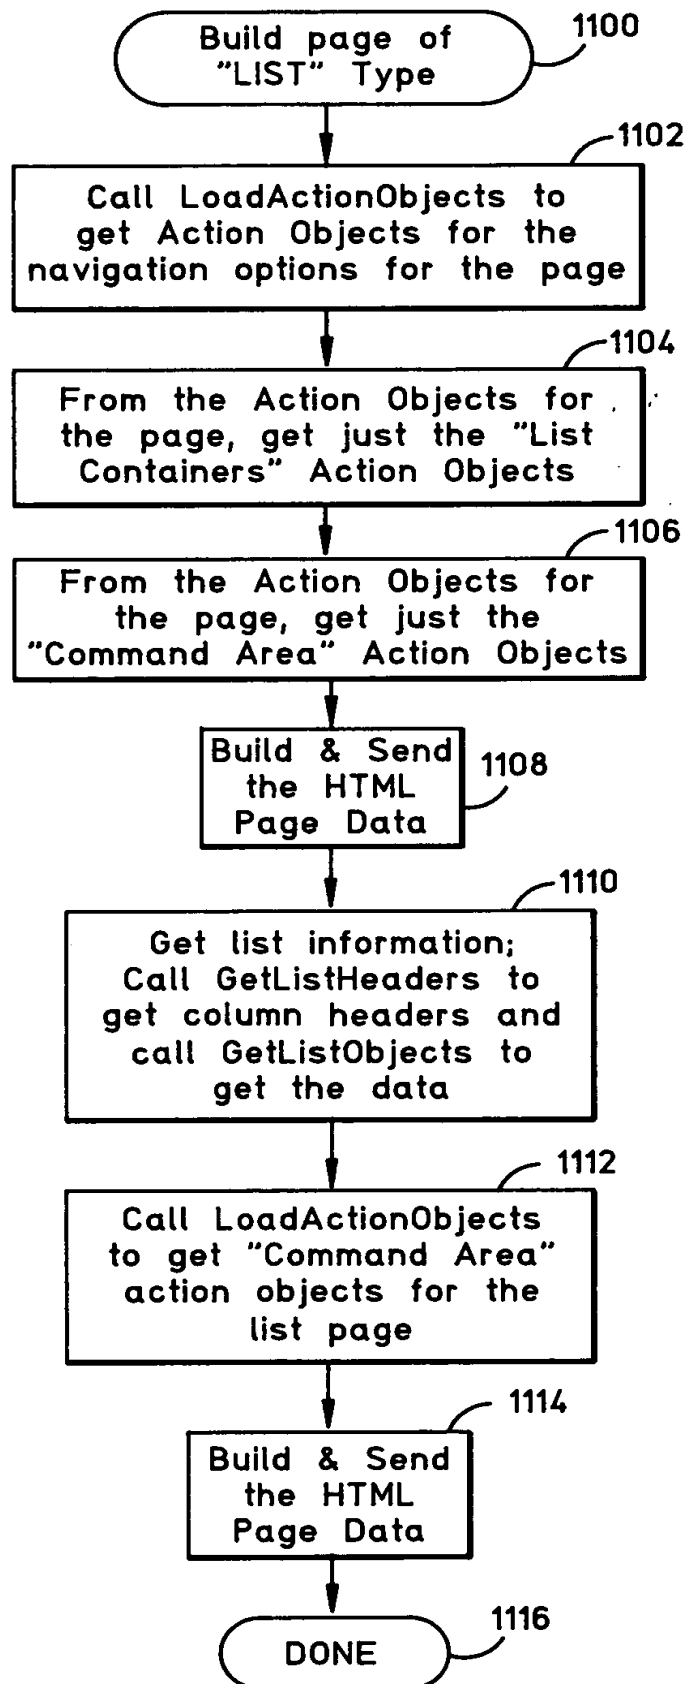 Build page of
"LIST" Type
1100
1102
Call LoadActionObjects to
get Action Objects for the
navigation options for the page
1104
From the Action Objects for
the page, get just the "List
Containers" Action Objects
1106
From the Action Objects for
the page, get just the
"Command Area" Action Objects
Build & Send
the HTML
Page Data
1108
1110
Get list information;
Call GetListHeaders to
get column headers and
call GetListObjects to
get the data
1112
Call LoadActionObjects
to get "Command Area"
action objects for the
list page
1114
Build & Send
the HTML
Page Data
1116
DONE